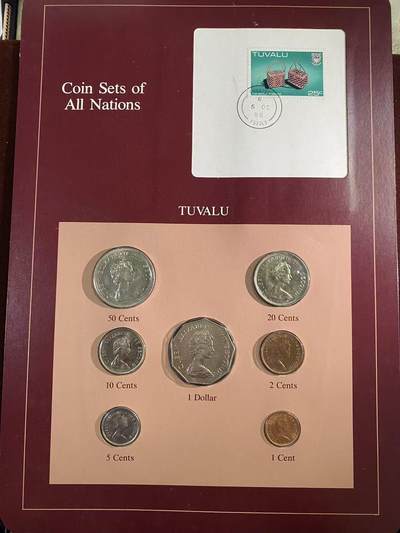 Coin Sets of
All Nations
TUVALU
25c
TUVALU
50 Cents
20 Cents
10 Cents
1 Dollar
2 Cents
5 Cents
1 Cent